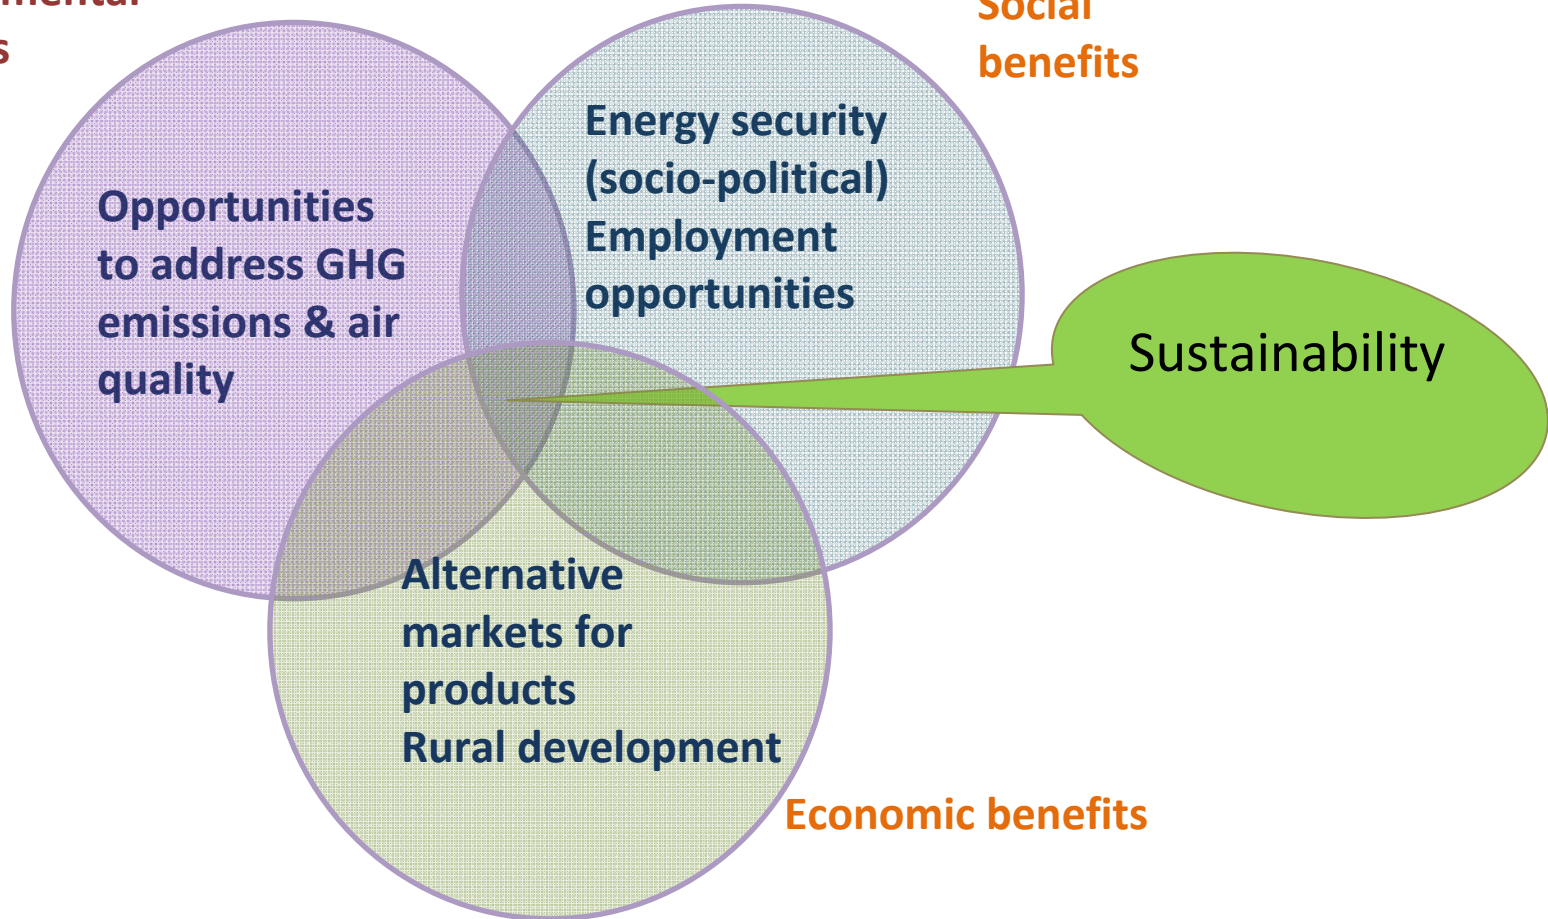 Social
benefits
Energy security
(socio-political)
Employment
opportunities
Opportunities
to address GHG
emissions & air
quality
Sustainability
Alternative
markets for
products
Rural development
Economic benefits